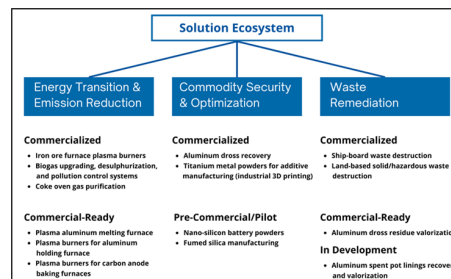 Solution Ecosystem
Energy Transition &
Emission Reduction
Commercialized
Iron ore furnace plasma burners
Biogas upgrading, desulphurization,
and pollution control systems
Coke oven gas purification
Commercial-Ready
Plasma aluminum melting furnace
Plasma burners for aluminum
holding furnace
Plasma burners for carbon anode
baking furnaces
Commodity Security
& Optimization
Commercialized
Aluminum dross recovery
Titanium metal powders for additive
manufacturing (industrial 3D printing)
Pre-Commercial/Pilot
Nano-silicon battery powders
Fumed silica manufacturing
Waste
Remediation
Commercialized
Ship-board waste destruction
Land-based solid/hazardous waste
destruction
Commercial-Ready
Aluminum dross residue valorizatio
In Development
Aluminum spent pot linings recover
and valorization